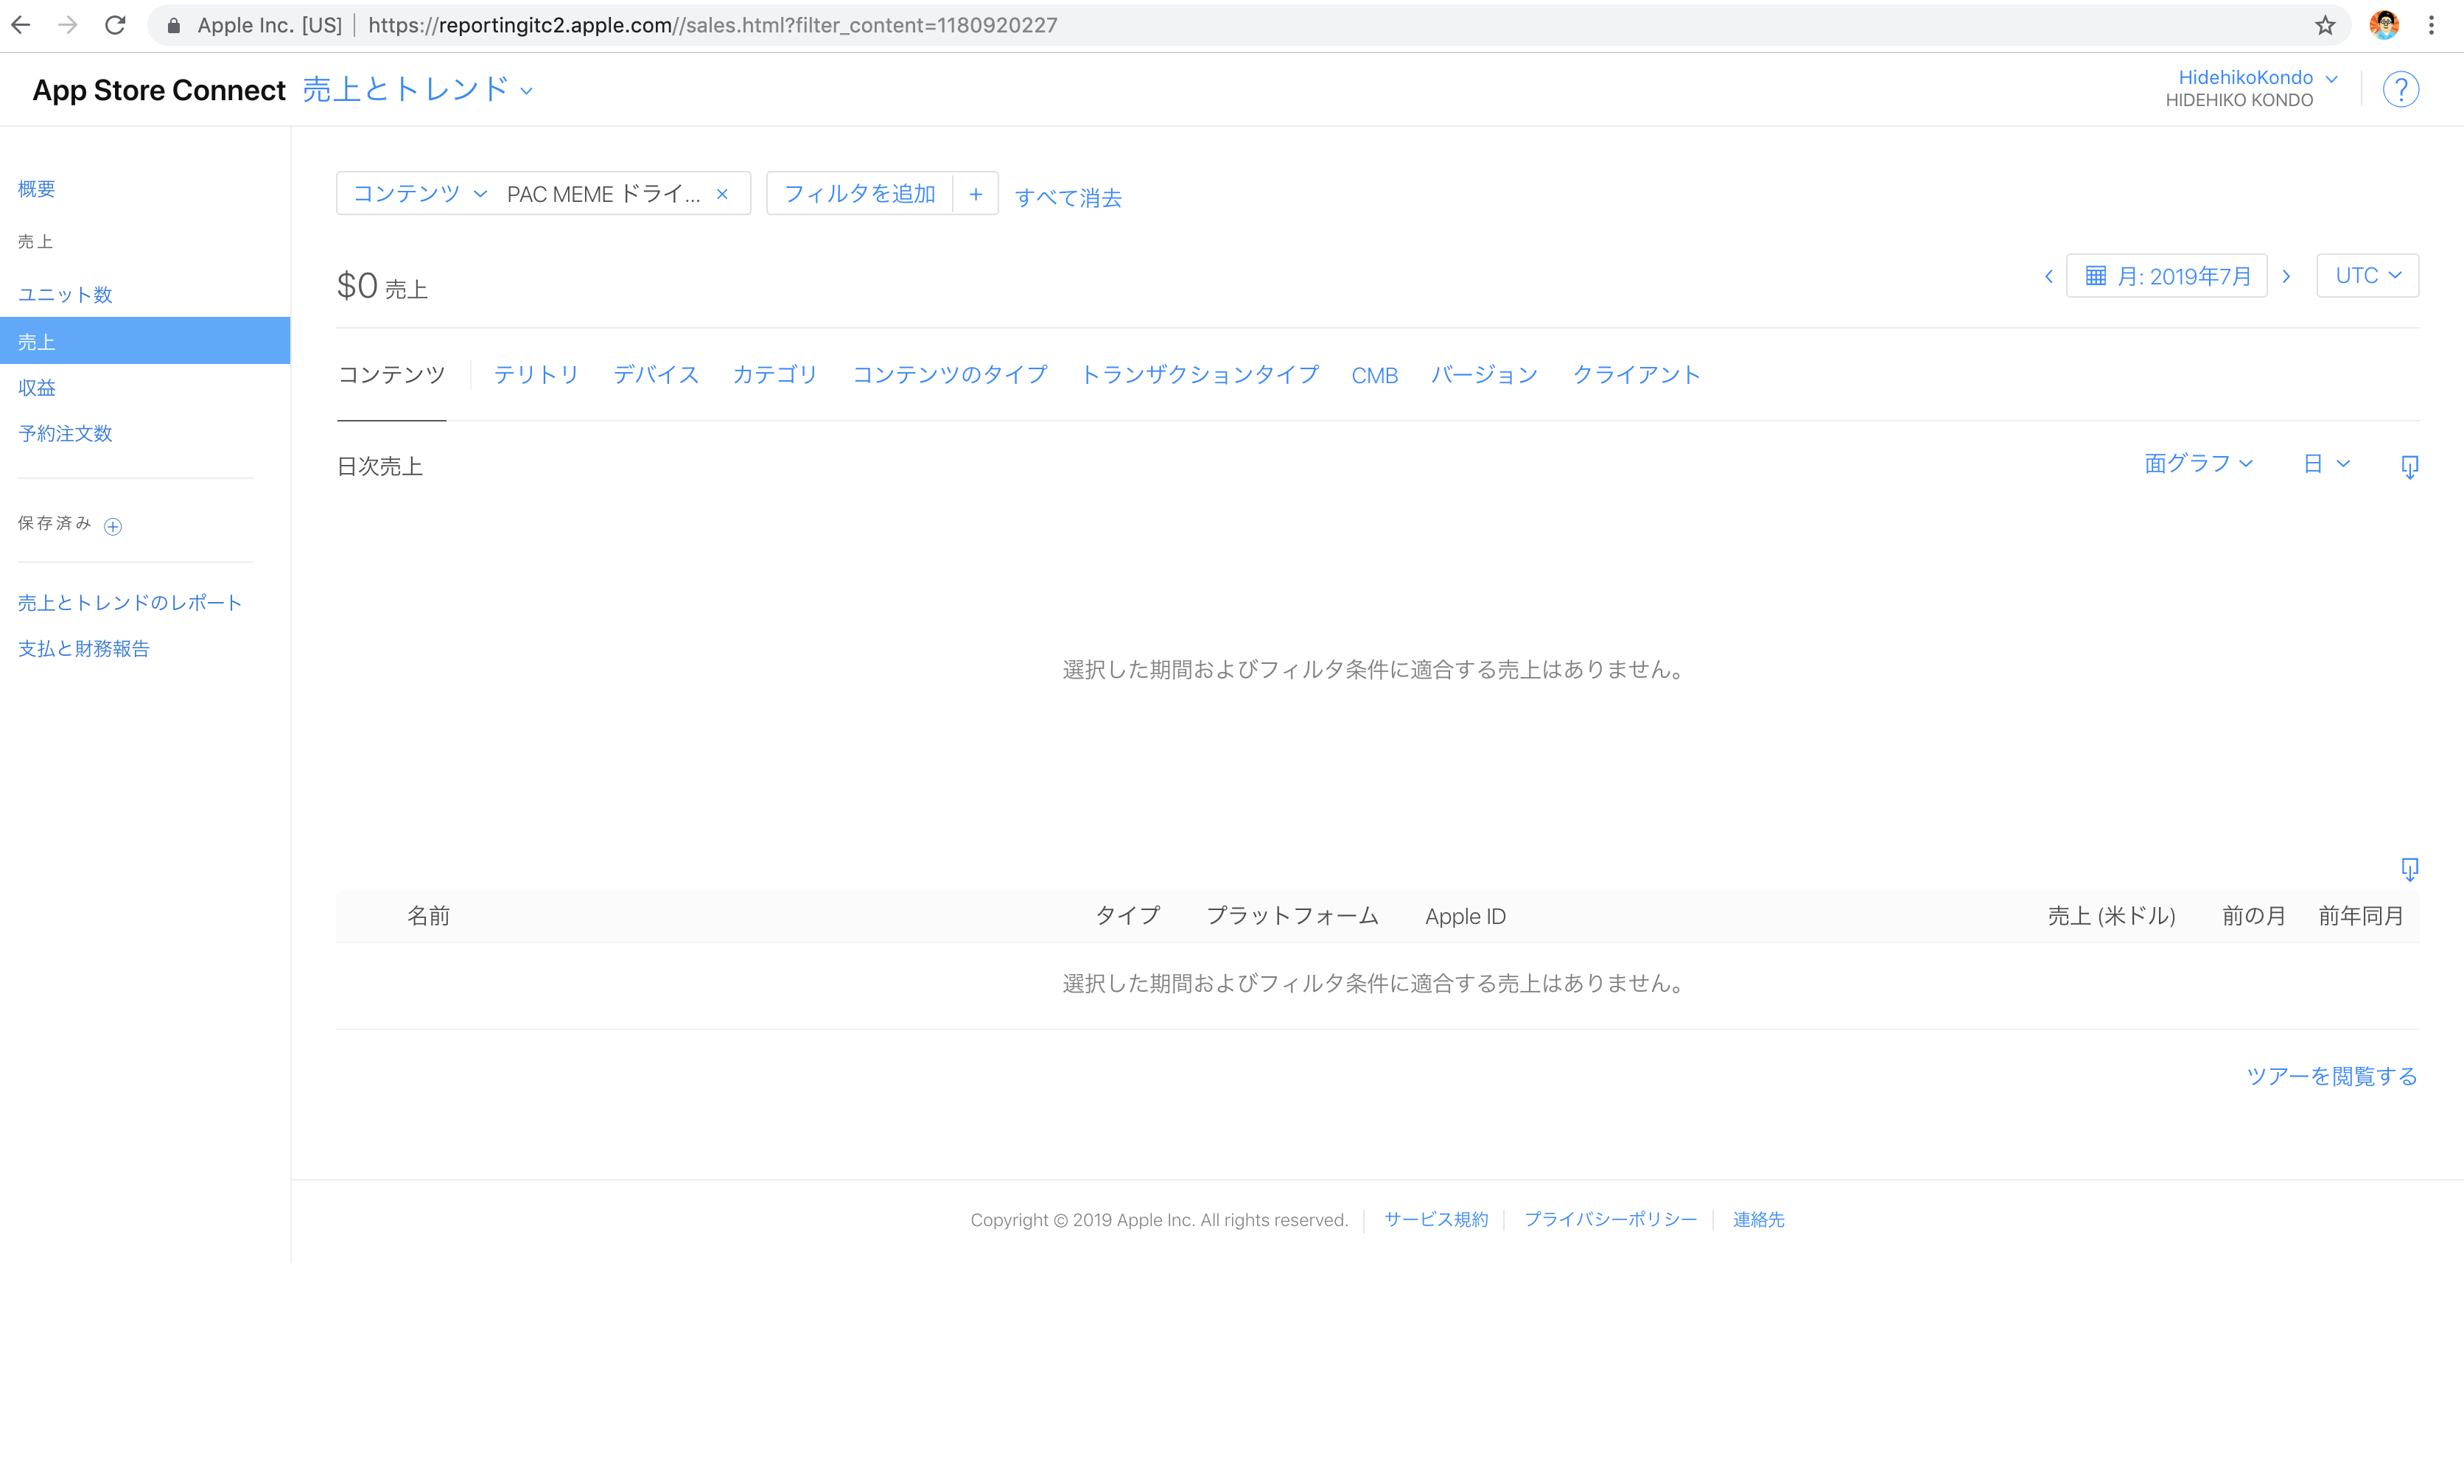 Apple Inc. [US] https://reportingitc2.apple.com//sales.html?filter_content=1180920227
App Store Connect 売上とトレンド
HidehikoKondo
HIDEHIKO KONDO
?
概要
売上
ユニット数
売上
収益
予約注文数
保存済み
売上とトレンドのレポート
支払と財務報告
コンテンツ PAC MEME ドライ... × フィルタを追加 + すべて消去
$0 売上
月: 2019年7月 UTC
コンテンツ テリトリ デバイス カテゴリ コンテンツのタイプ トランザクションタイプ CMB バージョン クライアント
日次売上 面グラフ 日
選択した期間およびフィルタ条件に適合する売上はありません。
名前 タイプ プラットフォーム Apple ID 売上 (米ドル) 前の月 前年同月
選択した期間およびフィルタ条件に適合する売上はありません。
ツアーを閲覧する
Copyright © 2019 Apple Inc. All rights reserved. サービス規約 プライバシーポリシー 連絡先